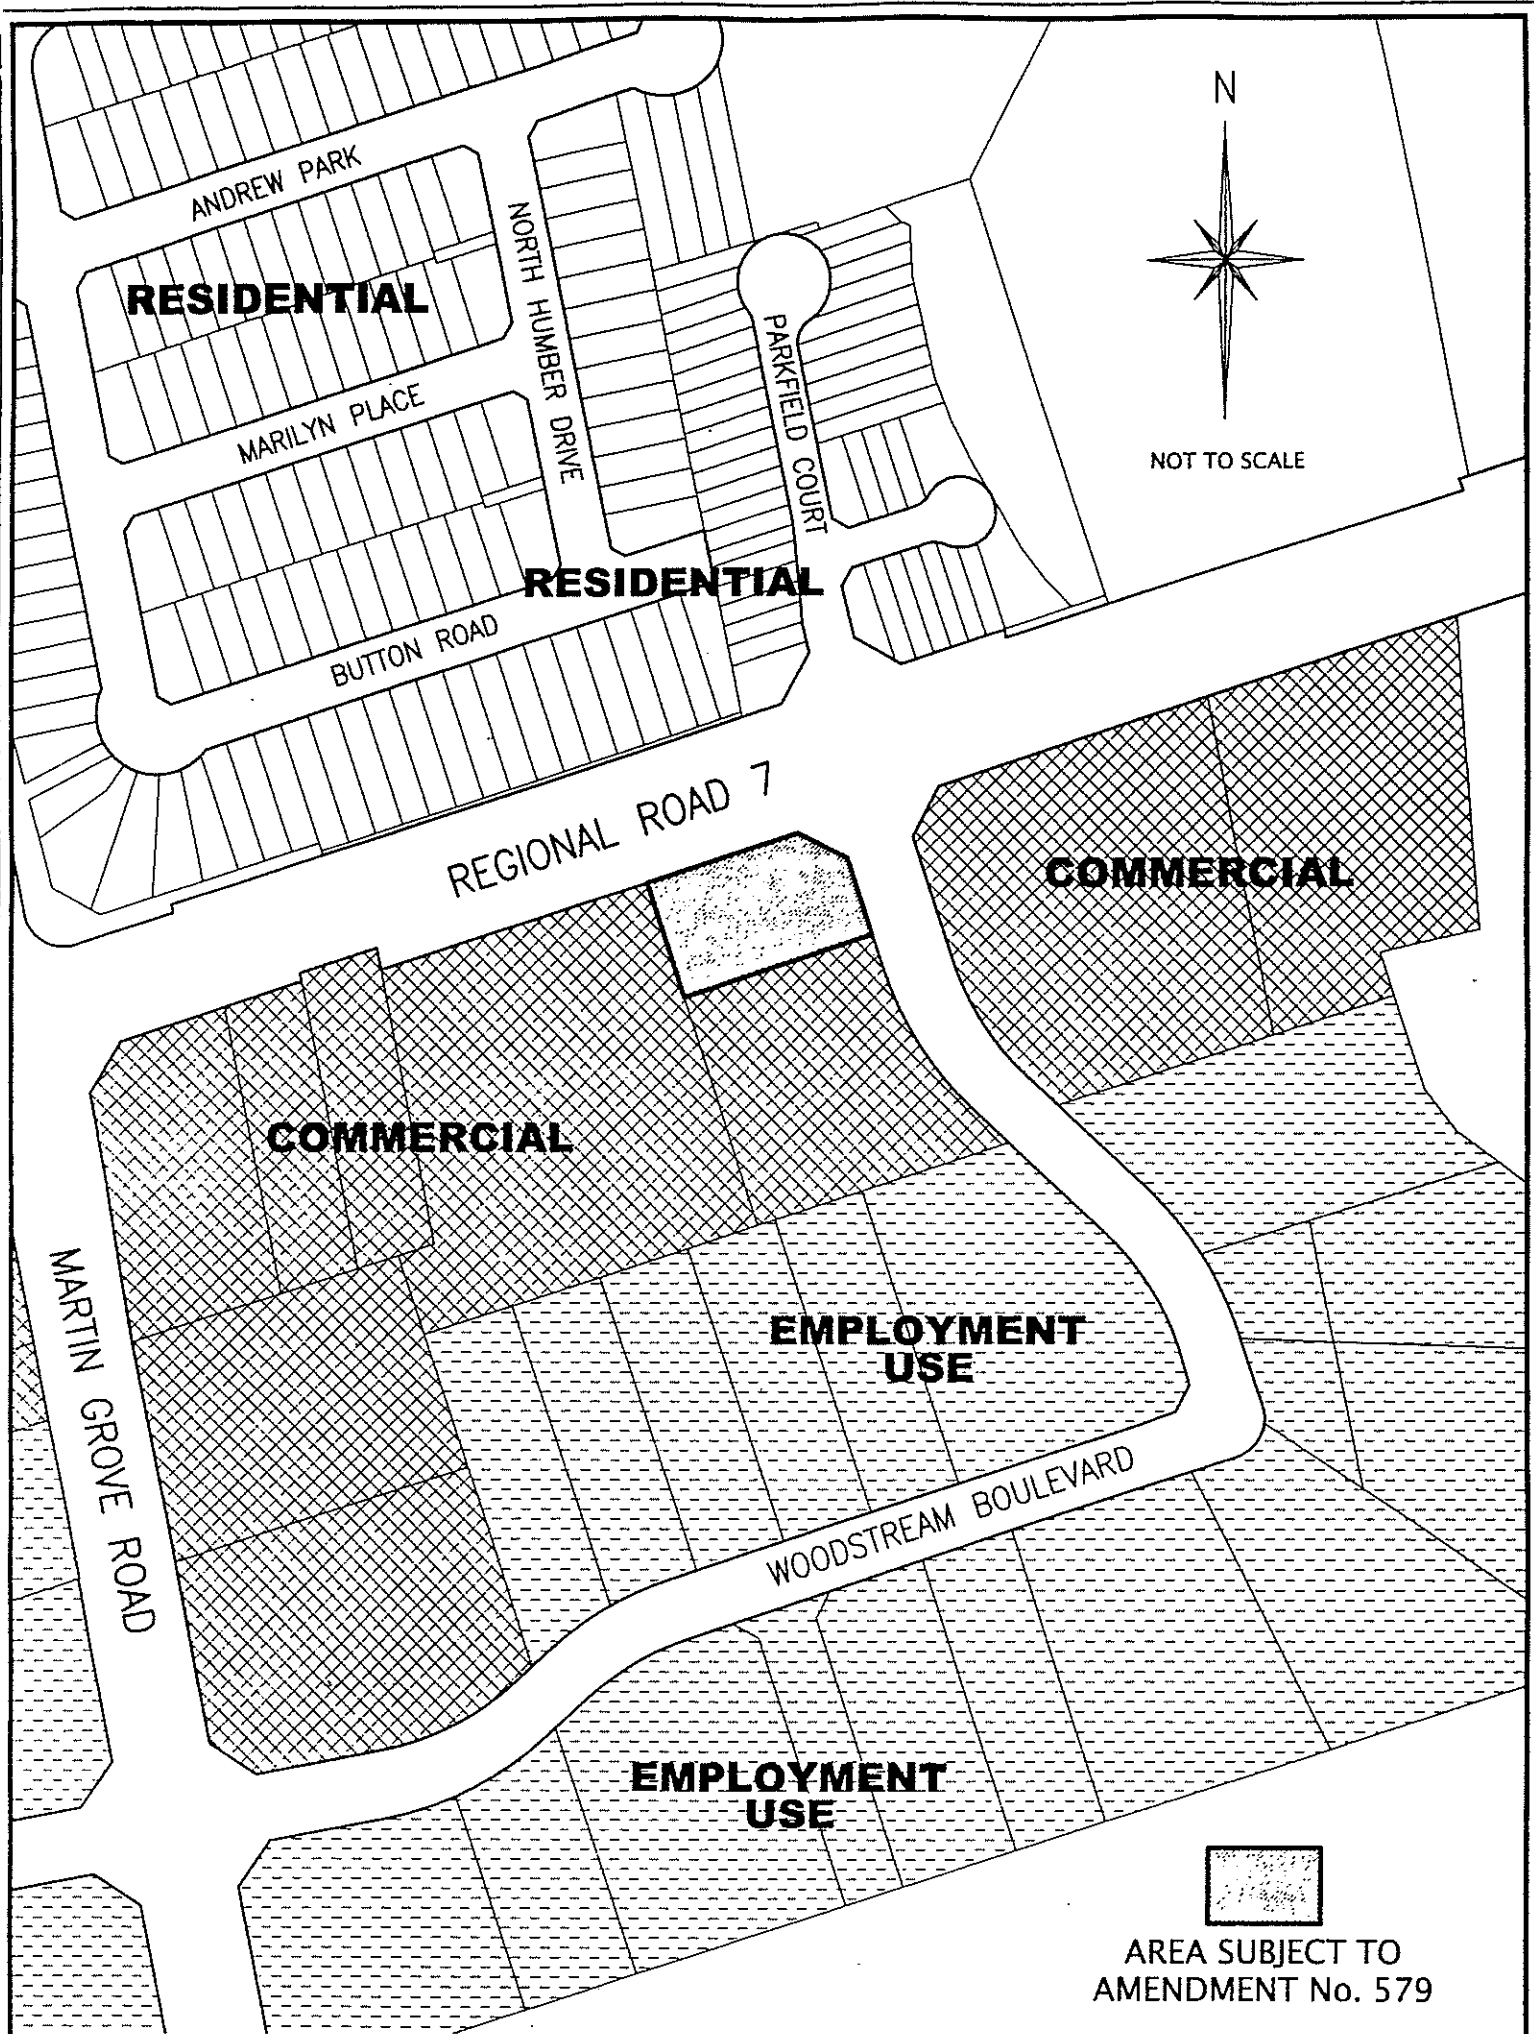 N
NOT TO SCALE
ANDREW PARK
RESIDENTIAL
NORTH HUMBER DRIVE
PARKFIELD COURT
MARILYN PLACE
RESIDENTIAL
BUTTON ROAD
REGIONAL ROAD 7
COMMERCIAL
COMMERCIAL
MARTIN GROVE ROAD
EMPLOYMENT
USE
WOODSTREAM BOULEVARD
EMPLOYMENT
USE
AREA SUBJECT TO
AMENDMENT No. 579